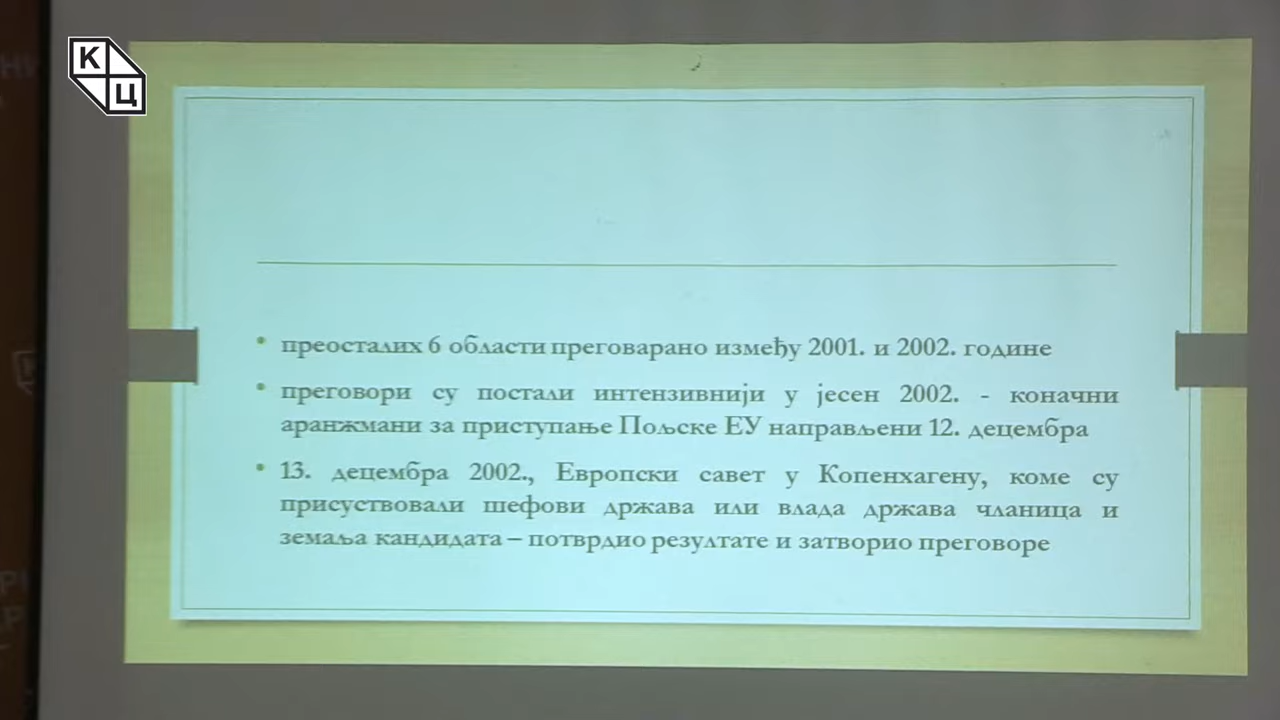 К
Ц
преосталих 6 области преговарано између 2001. и 2002. године
преговори су постали интензивнији у јесен 2002. - коначни
аранжмани за приступање Пољске ЕУ направљени 12. децембра
13. децембра 2002., Европски савет у Копенхагену, коме су
присуствовали шефови држава или влада држава чланица и
земаља кандидата – потврдио резултате и затворио преговоре